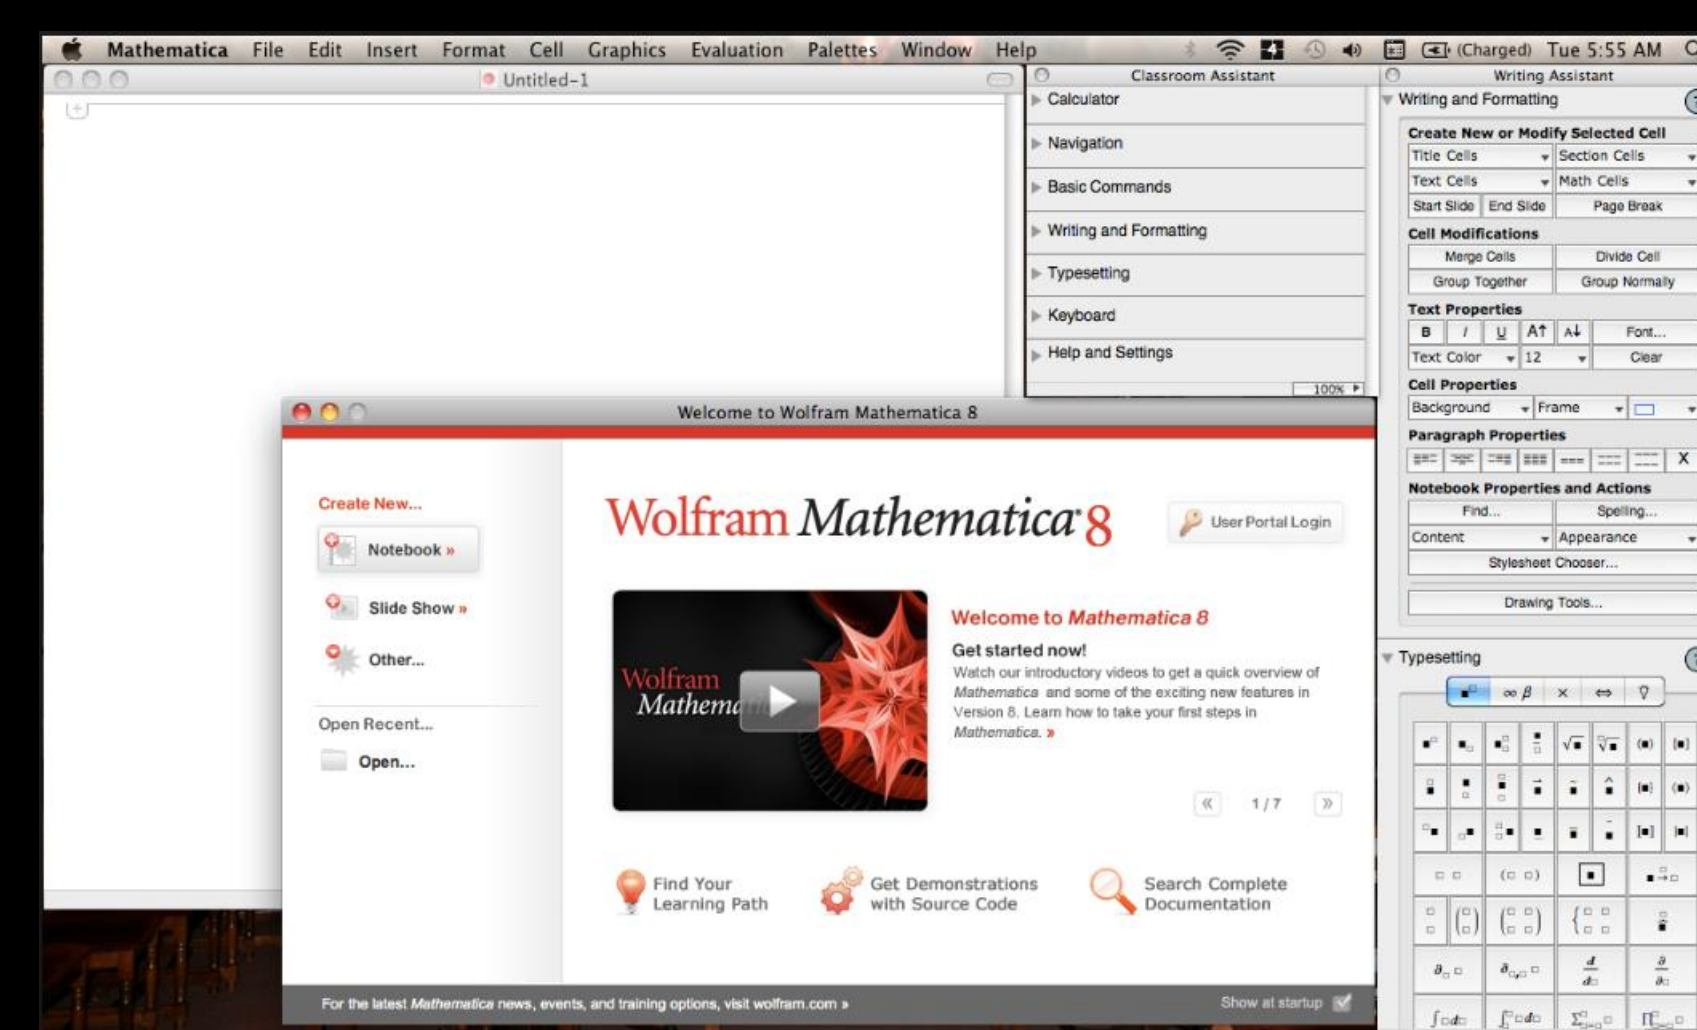 Mathematica File Edit Insert Format Cell Graphics Evaluation Palettes Window Help
(Charged) Tue 5:55 AM
Untitled-1
Classroom Assistant
Calculator
Navigation
Basic Commands
Writing and Formatting
Typesetting
Keyboard
Help and Settings
100%
Writing Assistant
Writing and Formatting
Create New or Modify Selected Cell
Title Cells Section Cells
Text Cells Math Cells
Start Slide End Slide Page Break
Cell Modifications
Merge Cells Divide Cell
Group Together Group Normally
Text Properties
B I U A↑ A↓ Font...
Text Color 12 Clear
Cell Properties
Background Frame
Paragraph Properties
X
Notebook Properties and Actions
Find... Spelling...
Content Appearance
Stylesheet Chooser...
Drawing Tools...
Typesetting
∞ β
Welcome to Wolfram Mathematica 8
Create New...
Notebook »
Slide Show »
Other...
Open Recent...
Open...
Wolfram Mathematica 8
User Portal Login
Wolfram
Mathema
Welcome to Mathematica 8
Get started now!
Watch our introductory videos to get a quick overview of
Mathematica and some of the exciting new features in
Version 8. Learn how to take your first steps in
Mathematica. »
« 1/7 »
Find Your
Learning Path
Get Demonstrations
with Source Code
Search Complete
Documentation
For the latest Mathematica news, events, and training options, visit wolfram.com »
Show at startup